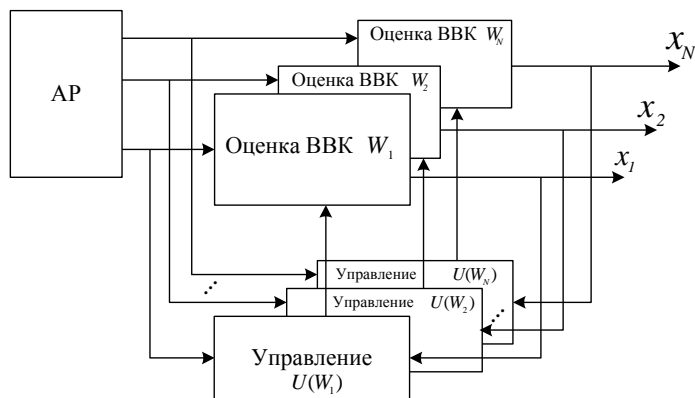 Оценка ВВК W_N
x_N
АР
Оценка ВВК W_2
x_2
Оценка ВВК W_1
x_1
Управление U(W_N)
...
Управление U(W_2)
...
Управление
U(W_1)